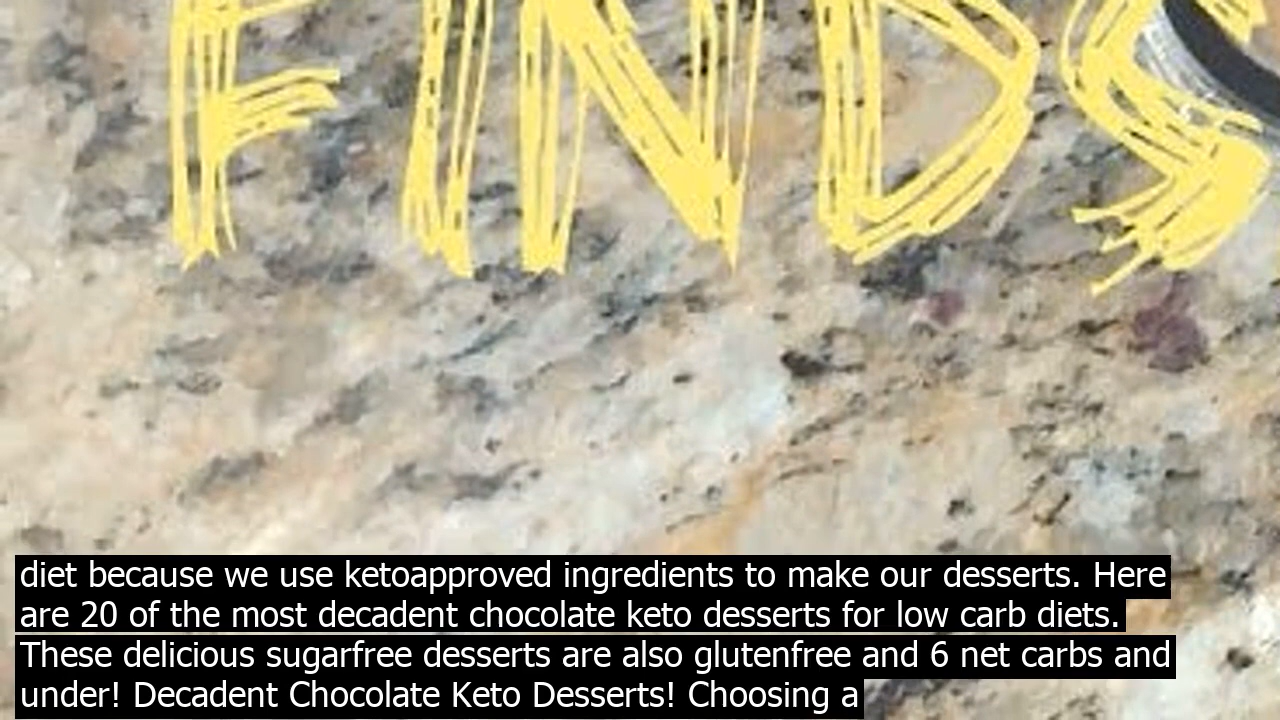 FINDS
diet because we use ketoapproved ingredients to make our desserts. Here
are 20 of the most decadent chocolate keto desserts for low carb diets.
These delicious sugarfree desserts are also glutenfree and 6 net carbs and
under! Decadent Chocolate Keto Desserts! Choosing a